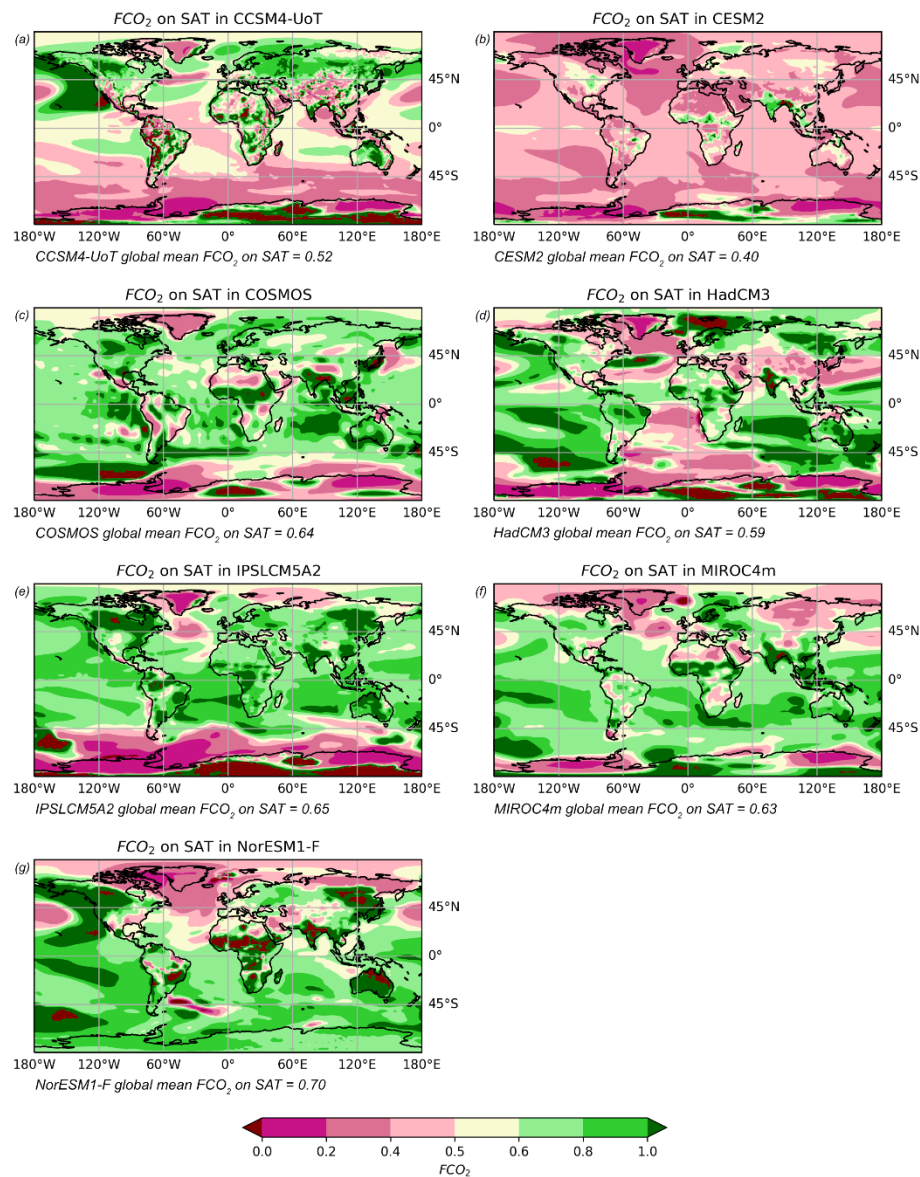 FCO₂ on SAT in CCSM4-UoT
FCO₂ on SAT in CESM2
(a)
(b)
45°N
0°
45°S
45°N
0°
45°S
180°W 120°W 60°W 0° 60°E 120°E 180°E
180°W 120°W 60°W 0° 60°E 120°E 180°E
CCSM4-UoT global mean FCO₂ on SAT = 0.52
CESM2 global mean FCO₂ on SAT = 0.40
FCO₂ on SAT in COSMOS
FCO₂ on SAT in HadCM3
(c)
(d)
45°N
0°
45°S
45°N
0°
45°S
180°W 120°W 60°W 0° 60°E 120°E 180°E
180°W 120°W 60°W 0° 60°E 120°E 180°E
COSMOS global mean FCO₂ on SAT = 0.64
HadCM3 global mean FCO₂ on SAT = 0.59
FCO₂ on SAT in IPSLCM5A2
FCO₂ on SAT in MIROC4m
(e)
(f)
45°N
0°
45°S
45°N
0°
45°S
180°W 120°W 60°W 0° 60°E 120°E 180°E
180°W 120°W 60°W 0° 60°E 120°E 180°E
IPSLCM5A2 global mean FCO₂ on SAT = 0.65
MIROC4m global mean FCO₂ on SAT = 0.63
FCO₂ on SAT in NorESM1-F
(g)
45°N
0°
45°S
180°W 120°W 60°W 0° 60°E 120°E 180°E
NorESM1-F global mean FCO₂ on SAT = 0.70
0.0 0.2 0.4 0.5 0.6 0.8 1.0
FCO₂